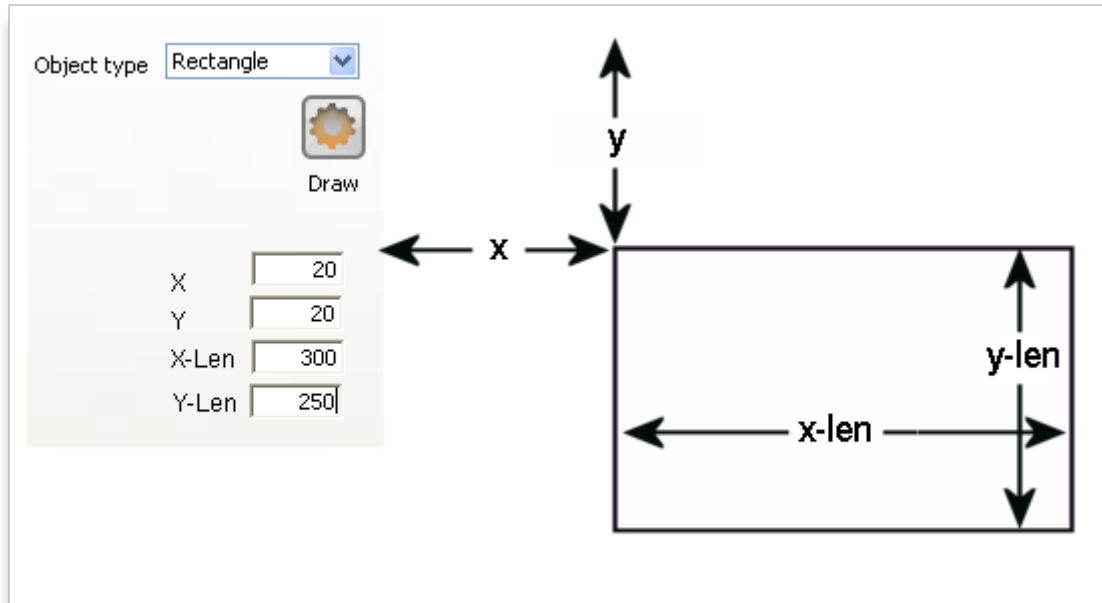 Object type Rectangle
Draw
X 20
Y 20
X-Len 300
Y-Len 250
y
x
y-len
x-len